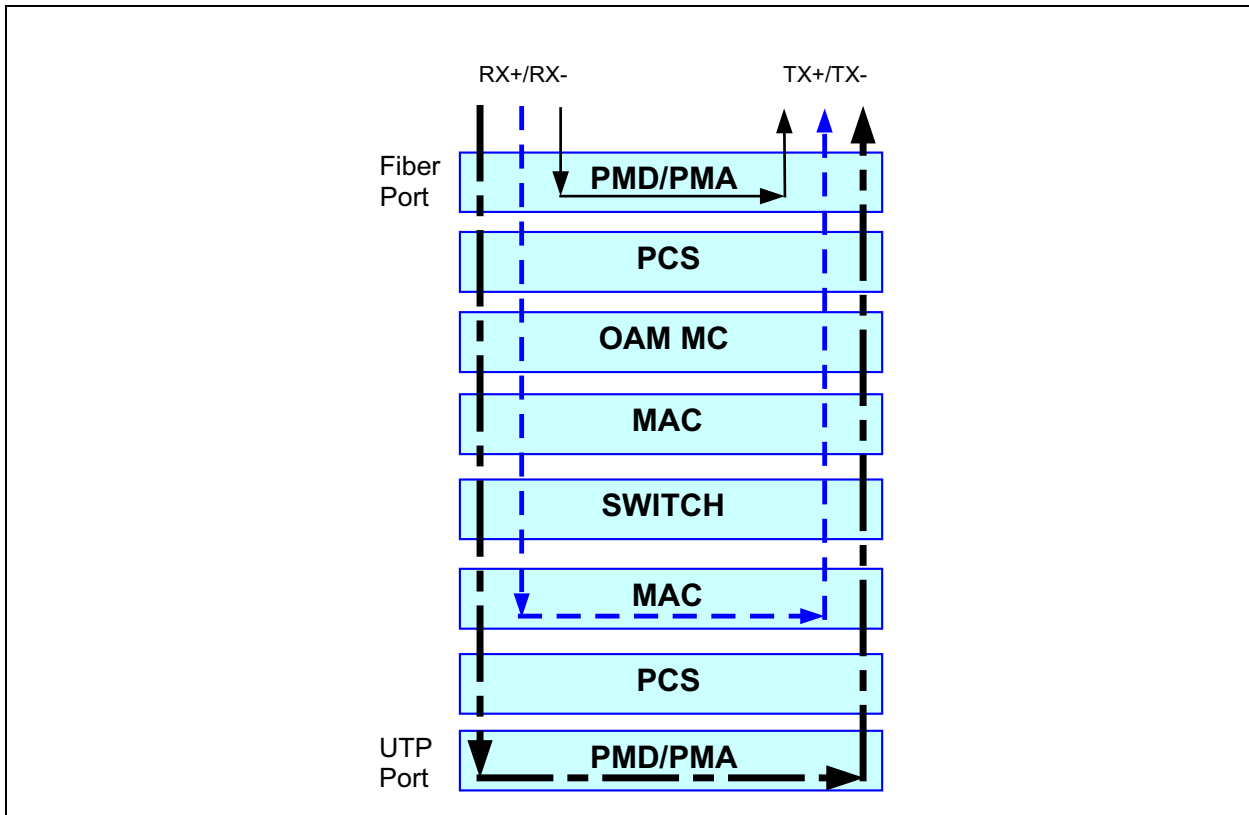 RX+/RX-
TX+/TX-
Fiber
Port
PMD/PMA
PCS
OAM MC
MAC
SWITCH
MAC
PCS
UTP
Port
PMD/PMA